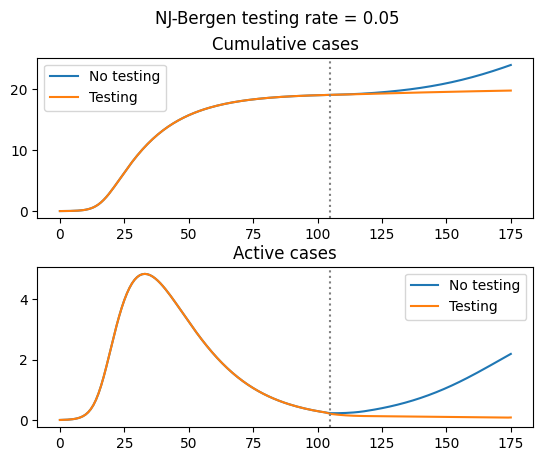 NJ-Bergen testing rate = 0.05
Cumulative cases
No testing
Testing
20
10
0
0 25 50 75 100 125 150 175
Active cases
No testing
Testing
4
2
0
0 25 50 75 100 125 150 175